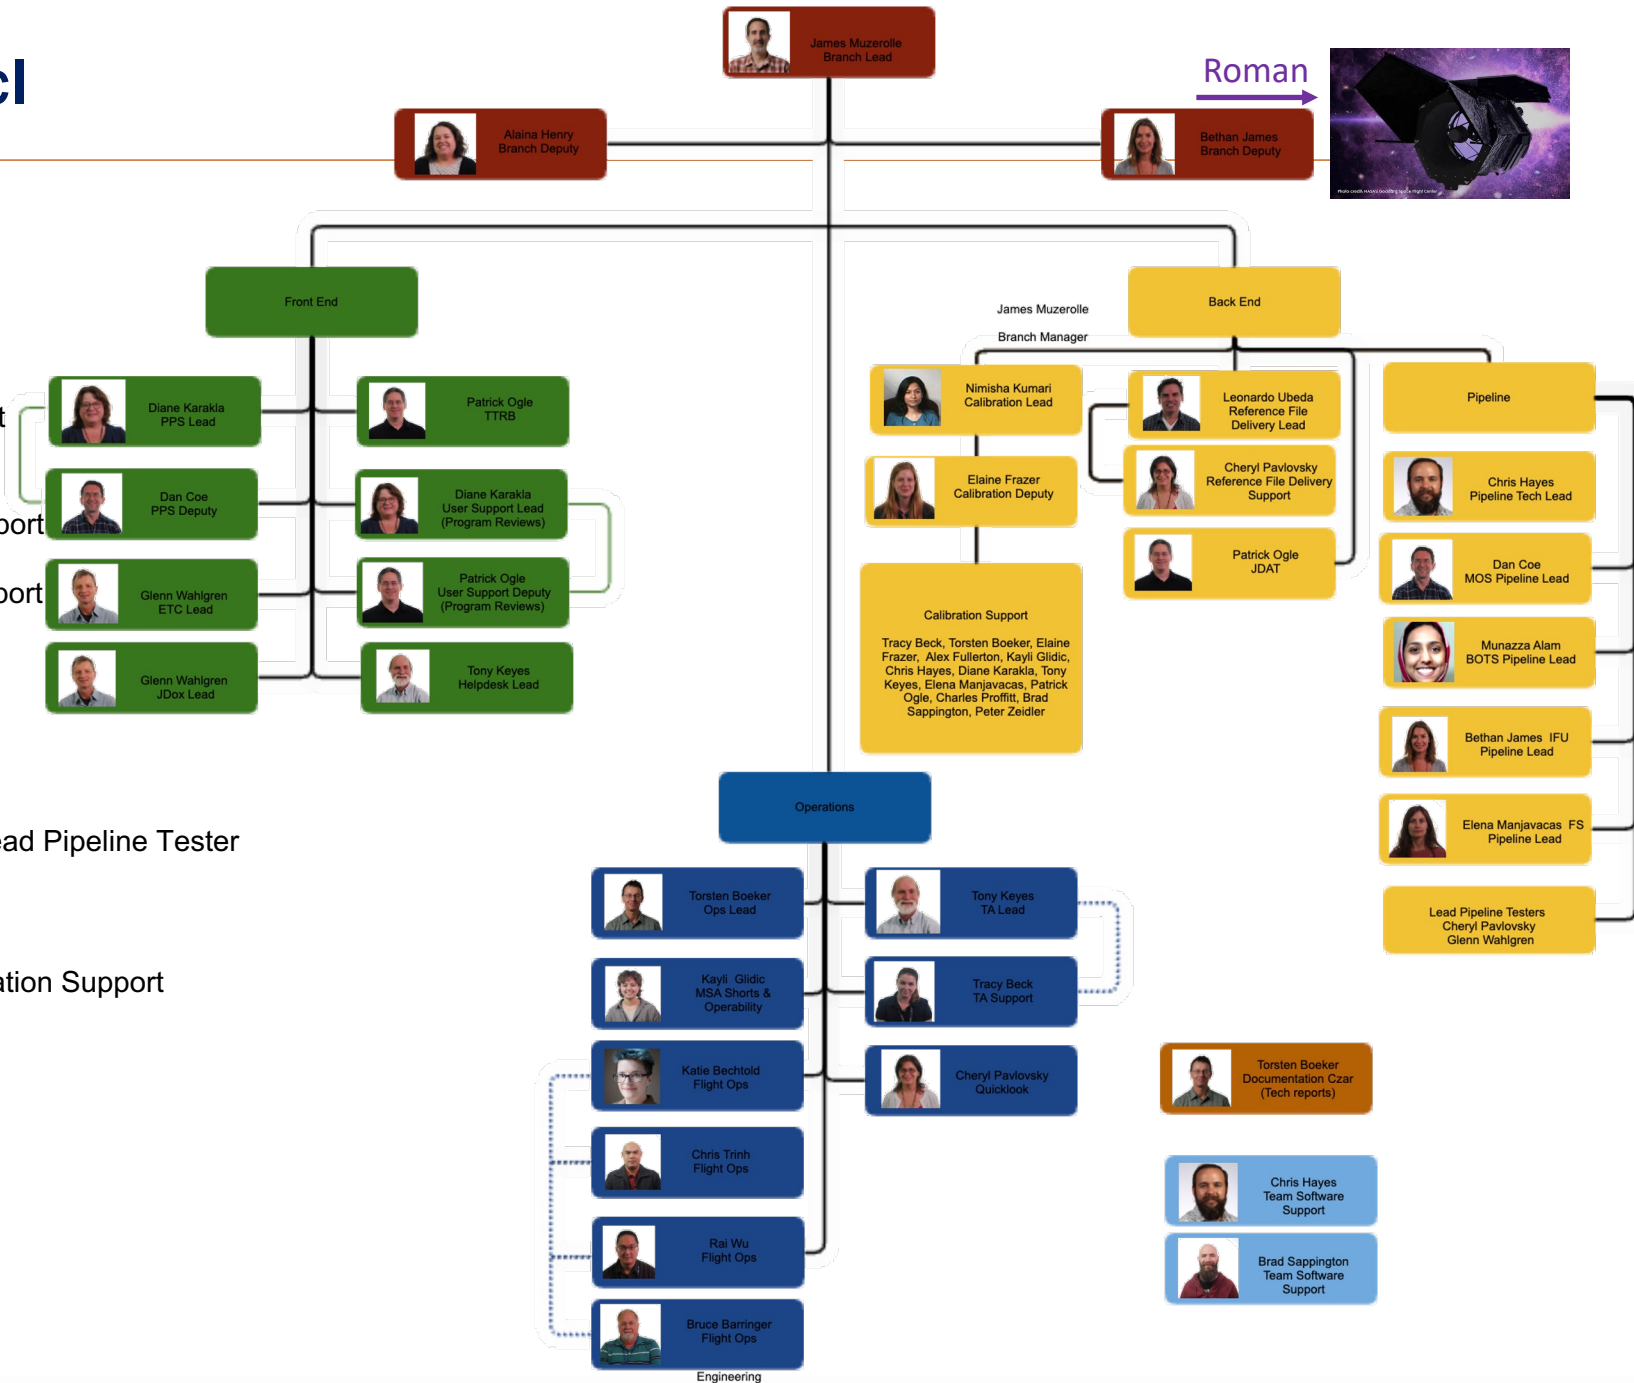 cl
James Muzerolle
Branch Lead
Roman
Alaina Henry
Branch Deputy
Bethan James
Branch Deputy
Photo credit: NASA's Goddard Space Flight Center
Front End
James Muzerolle
Branch Manager
Back End
t
port
port
Diane Karakla
PPS Lead
Patrick Ogle
TTRB
Dan Coe
PPS Deputy
Diane Karakla
User Support Lead
(Program Reviews)
Glenn Wahlgren
ETC Lead
Patrick Ogle
User Support Deputy
(Program Reviews)
Glenn Wahlgren
JDox Lead
Tony Keyes
Helpdesk Lead
Nimisha Kumari
Calibration Lead
Elaine Frazer
Calibration Deputy
Calibration Support
Tracy Beck, Torsten Boeker, Elaine
Frazer, Alex Fullerton, Kayli Glidic,
Chris Hayes, Diane Karakla, Tony
Keyes, Elena Manjavacas, Patrick
Ogle, Charles Proffitt, Brad
Sappington, Peter Zeidler
Leonardo Ubeda
Reference File
Delivery Lead
Cheryl Pavlovsky
Reference File Delivery
Support
Patrick Ogle
JDAT
Pipeline
Chris Hayes
Pipeline Tech Lead
Dan Coe
MOS Pipeline Lead
Munazza Alam
BOTS Pipeline Lead
Bethan James IFU
Pipeline Lead
Elena Manjavacas FS
Pipeline Lead
Lead Pipeline Testers
Cheryl Pavlovsky
Glenn Wahlgren
ead Pipeline Tester
ation Support
Operations
Torsten Boeker
Ops Lead
Tony Keyes
TA Lead
Kayli Glidic
MSA Shorts &
Operability
Tracy Beck
TA Support
Katie Bechtold
Flight Ops
Cheryl Pavlovsky
Quicklook
Chris Trinh
Flight Ops
Rai Wu
Flight Ops
Bruce Barringer
Flight Ops
Engineering
Torsten Boeker
Documentation Czar
(Tech reports)
Chris Hayes
Team Software
Support
Brad Sappington
Team Software
Support